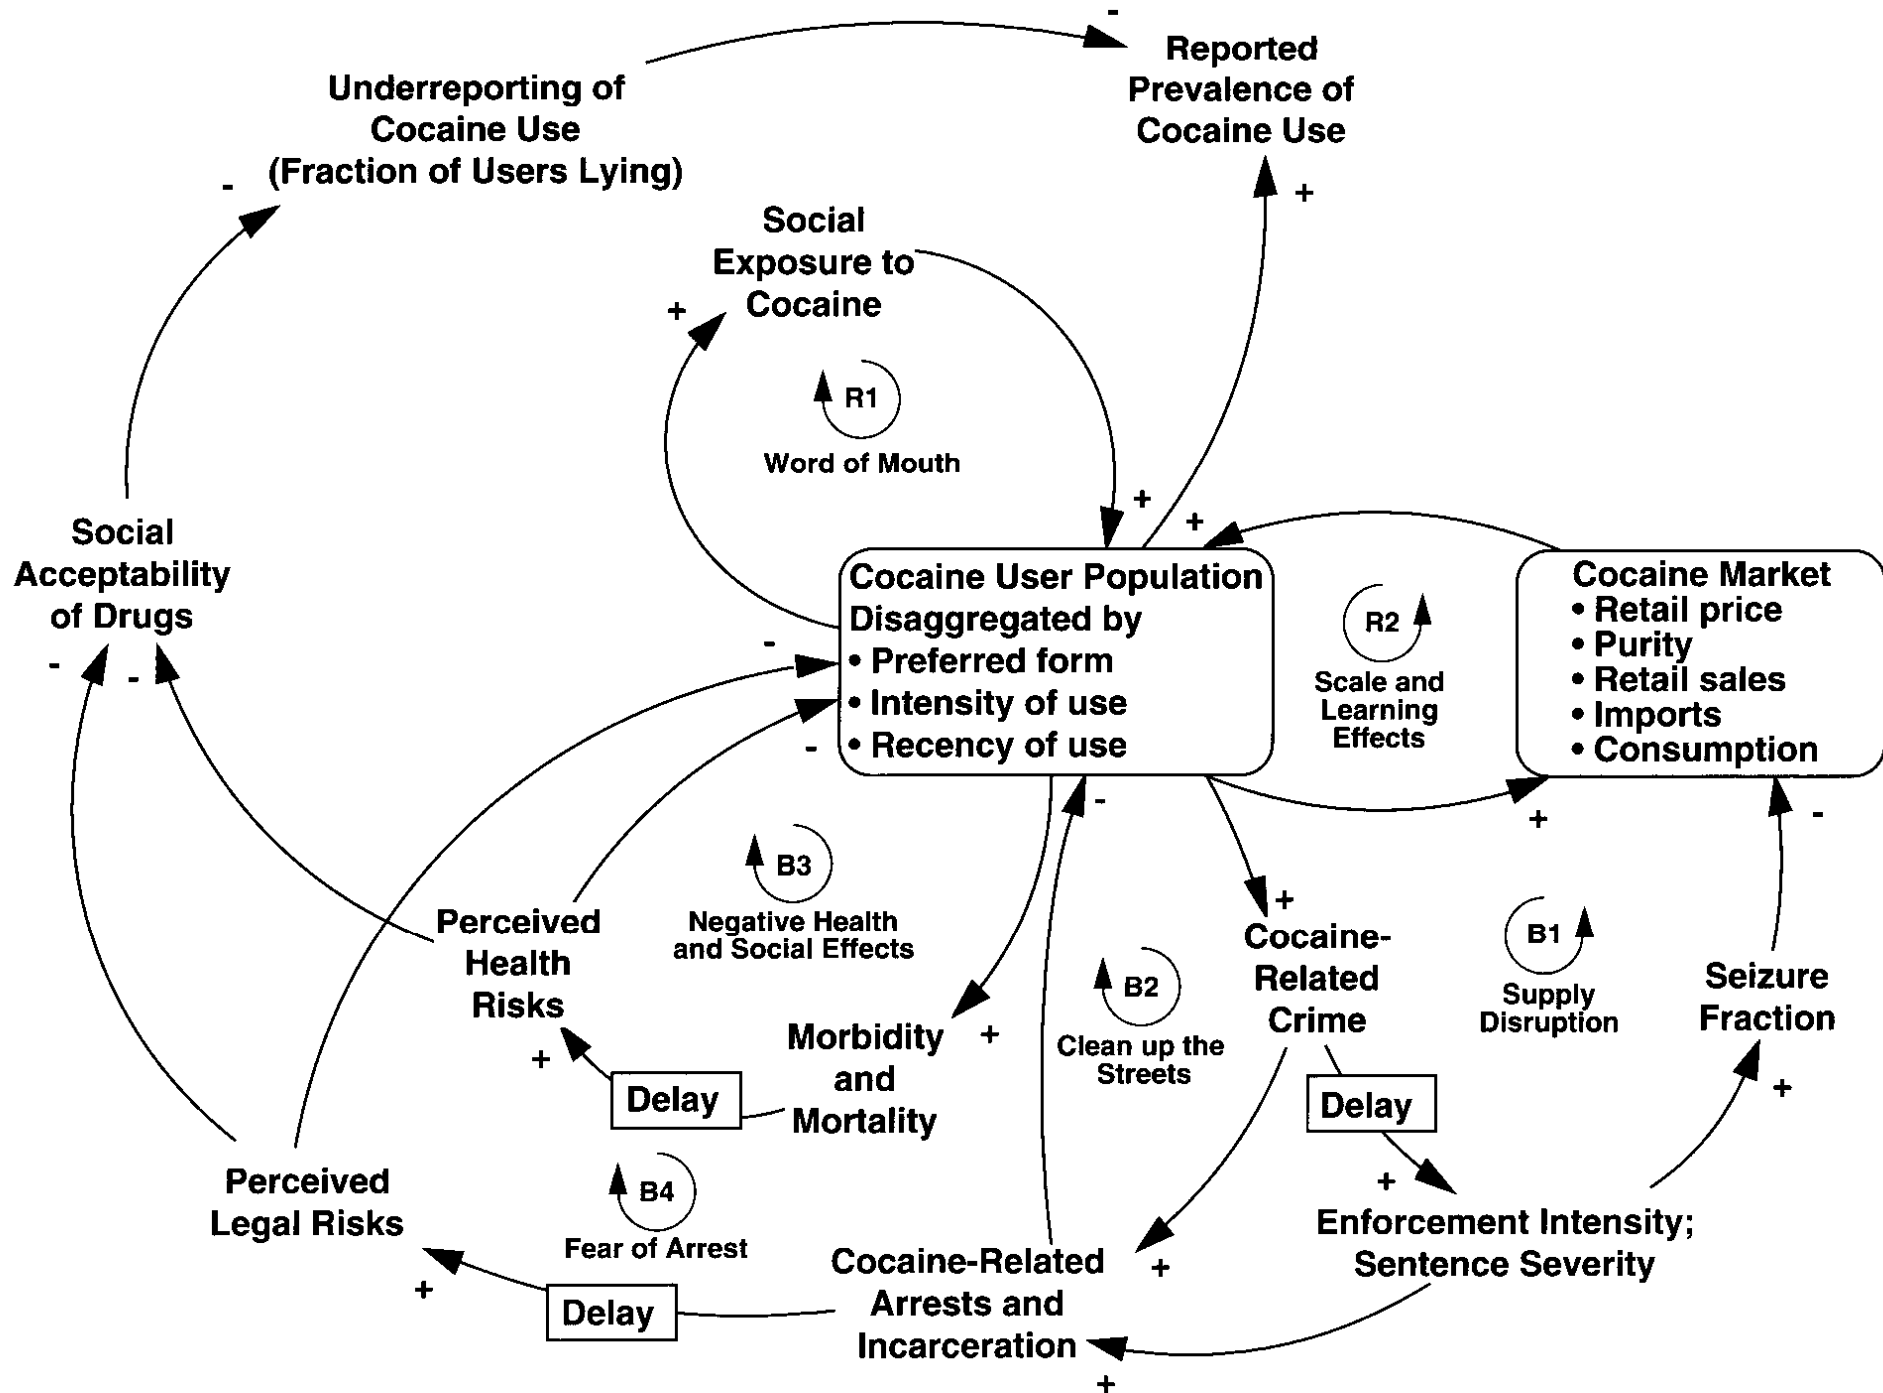 -
Reported
Prevalence of
Cocaine Use
Underreporting of
Cocaine Use
(Fraction of Users Lying)
-
+
Social
Exposure to
Cocaine
+
R1
Word of Mouth
+
+
Social
Acceptability
of Drugs
-
-
Cocaine User Population
Disaggregated by
• Preferred form
• Intensity of use
• Recency of use
-
-
-
R2
Scale and
Learning
Effects
Cocaine Market
• Retail price
• Purity
• Retail sales
• Imports
• Consumption
+
-
B3
Negative Health
and Social Effects
Perceived
Health
Risks
+
+
Cocaine-
Related
Crime
B1
Supply
Disruption
Seizure
Fraction
+
B2
Clean up the
Streets
Morbidity
and
Mortality
+
Delay
Delay
+
Perceived
Legal Risks
B4
Fear of Arrest
+
Delay
Cocaine-Related
Arrests and
Incarceration
+
+
Enforcement Intensity;
Sentence Severity